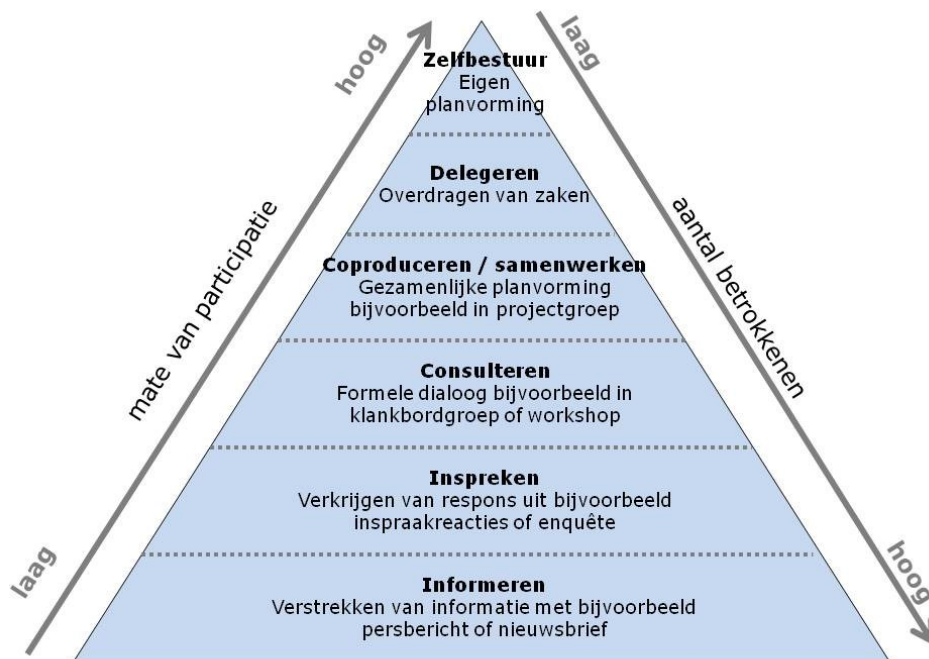 hoog
laag
Zelfbestuur
Eigen
planvorming
Delegeren
Overdragen van zaken
mate van participatie
aantal betrokkenen
Coproduceren / samenwerken
Gezamenlijke planvorming
bijvoorbeeld in projectgroep
Consulteren
Formele dialoog bijvoorbeeld in
klankbordgroep of workshop
Inspreken
Verkrijgen van respons uit bijvoorbeeld
inspraakreacties of enquête
laag
hoog
Informeren
Verstrekken van informatie met bijvoorbeeld
persbericht of nieuwsbrief